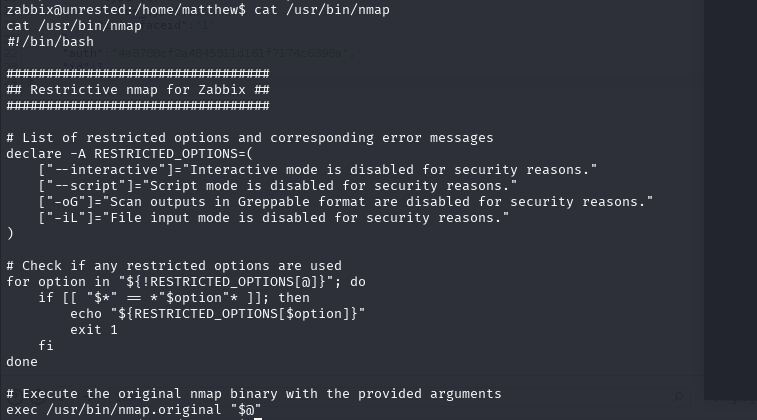 zabbix@unrested:/home/matthew$ cat /usr/bin/nmap
cat /usr/bin/nmap
#!/bin/bash
#################################
## Restrictive nmap for Zabbix ##
#################################
# List of restricted options and corresponding error messages
declare -A RESTRICTED_OPTIONS=(
    ["--interactive"]="Interactive mode is disabled for security reasons."
    ["--script"]="Script mode is disabled for security reasons."
    ["-oG"]="Scan outputs in Greppable format are disabled for security reasons."
    ["-iL"]="File input mode is disabled for security reasons."
)
# Check if any restricted options are used
for option in "${!RESTRICTED_OPTIONS[@]}"; do
    if [[ "$*" == *"$option"* ]]; then
        echo "${RESTRICTED_OPTIONS[$option]}"
        exit 1
    fi
done
# Execute the original nmap binary with the provided arguments
exec /usr/bin/nmap.original "$@"